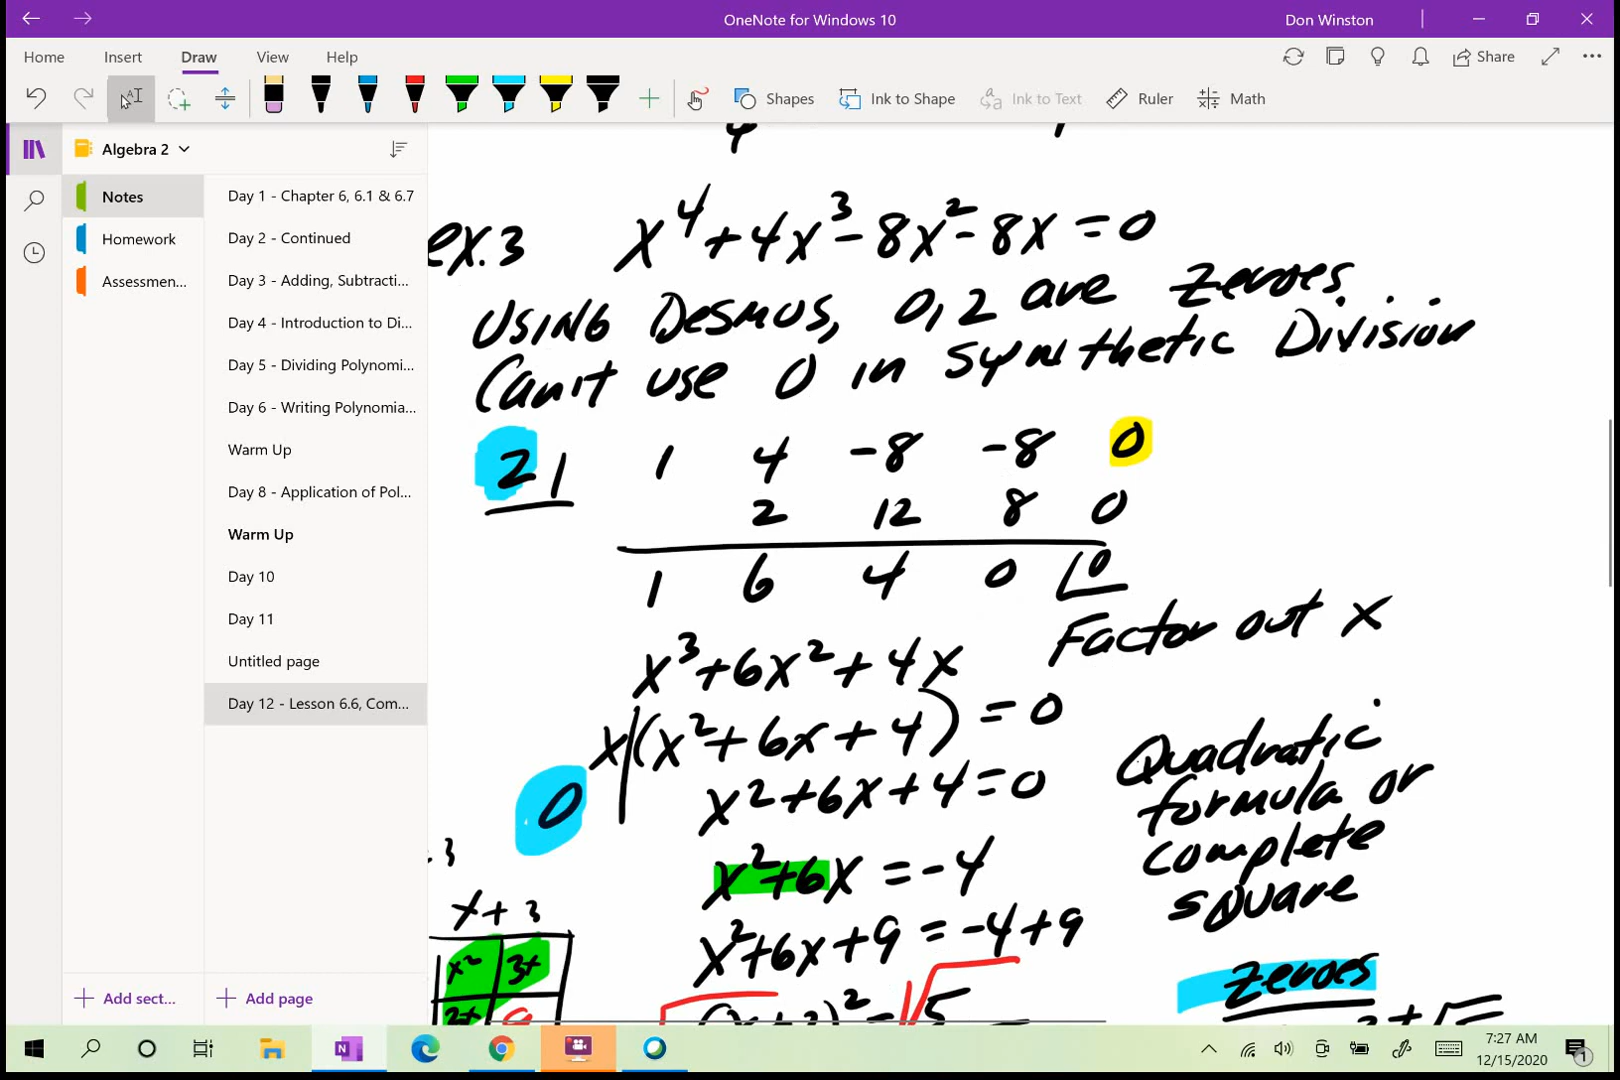 OneNote for Windows 10
Don Winston
Home Insert Draw View Help
Share
Shapes Ink to Shape Ink to Text Ruler Math
Algebra 2
Notes
Homework
Assessmen...
Day 1 - Chapter 6, 6.1 & 6.7
Day 2 - Continued
Day 3 - Adding, Subtracti...
Day 4 - Introduction to Di...
Day 5 - Dividing Polynomi...
Day 6 - Writing Polynomia...
Warm Up
Day 8 - Application of Pol...
Warm Up
Day 10
Day 11
Untitled page
Day 12 - Lesson 6.6, Com...
Add sect...
Add page
ex.3 x⁴+4x³-8x²-8x=0
Using Desmos, 0,2 are zeroes
Can't use 0 in synthetic Division
2| 1 4 -8 -8 0
2 12 8 0
1 6 4 0 |0
x³+6x²+4x Factor out x
x(x²+6x+4)=0
0 x²+6x+4=0
Quadratic
formula or
complete
square
x²+6x=-4
x²+6x+9=-4+9
x+3
x² 3x
zeroes
7:27 AM
12/15/2020